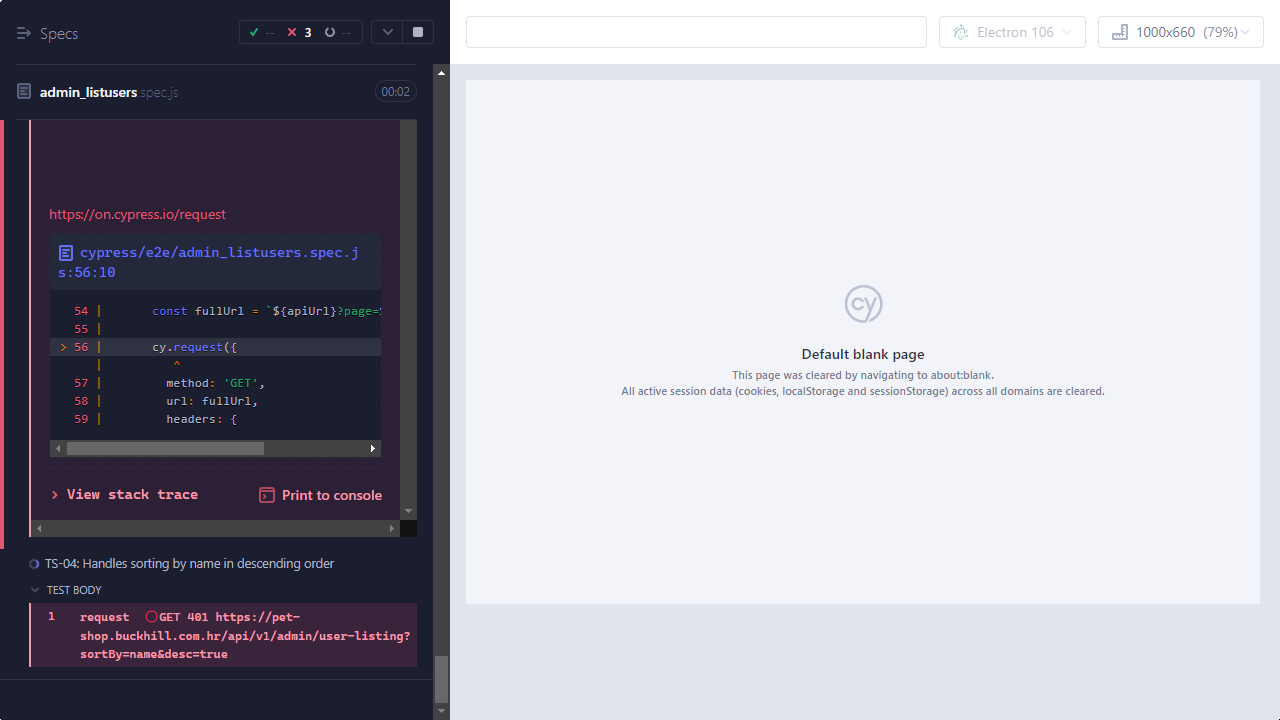 Specs
-- 3 --
Electron 106
1000x660 (79%)
admin_listusers spec.js
00:02
https://on.cypress.io/request
cypress/e2e/admin_listusers.spec.j
s:56:10
54 | const fullUrl = `${apiUrl}?page=
55 |
> 56 | cy.request({
| ^
57 | method: 'GET',
58 | url: fullUrl,
59 | headers: {
View stack trace
Print to console
TS-04: Handles sorting by name in descending order
TEST BODY
1 request GET 401 https://pet-
shop.buckhill.com.hr/api/v1/admin/user-listing?
sortBy=name&desc=true
cy
Default blank page
This page was cleared by navigating to about:blank.
All active session data (cookies, localStorage and sessionStorage) across all domains are cleared.